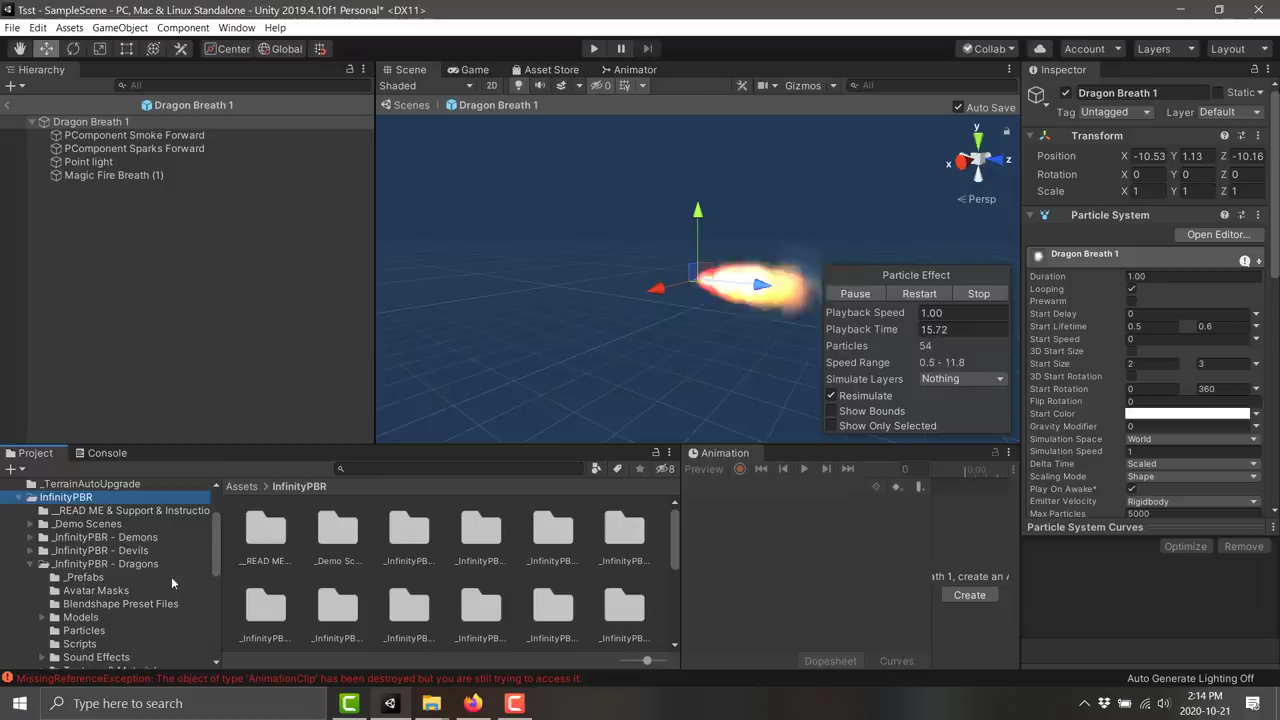 Tsst - SampleScene - PC, Mac & Linux Standalone - Unity 2019.4.10f1 Personal* <DX11>
File Edit Assets GameObject Component Window Help
Center Global Collab Account Layers Layout
Hierarchy Scene Game Asset Store Animator Inspector
All Shaded 2D 0 Gizmos All
Dragon Breath 1 Scenes Dragon Breath 1 Auto Save
Dragon Breath 1
PComponent Smoke Forward
PComponent Sparks Forward
Point light
Magic Fire Breath (1)
y
x
z
Persp
Particle Effect
Pause Restart Stop
Playback Speed 1.00
Playback Time 15.72
Particles 54
Speed Range 0.5 - 11.8
Simulate Layers Nothing
Resimulate
Show Bounds
Show Only Selected
Dragon Breath 1 Static
Tag Untagged Layer Default
Transform
Position X -10.53 Y 1.13 Z -10.16
Rotation X 0 Y 0 Z 0
Scale X 1 Y 1 Z 1
Particle System
Open Editor...
Dragon Breath 1
Duration 1.00
Looping
Prewarm
Start Delay 0
Start Lifetime 0.5 0.6
Start Speed 0
3D Start Size
Start Size 2 3
3D Start Rotation
Start Rotation 0 360
Flip Rotation 0
Start Color
Gravity Modifier 0
Simulation Space World
Simulation Speed 1
Delta Time Scaled
Scaling Mode Shape
Play On Awake*
Emitter Velocity Rigidbody
Max Particles 5000
Particle System Curves
Optimize Remove
Project Console
8
_TerrainAutoUpgrade
InfinityPBR
__READ ME & Support & Instructio
_Demo Scenes
_InfinityPBR - Demons
_InfinityPBR - Devils
_InfinityPBR - Dragons
_Prefabs
Avatar Masks
Blendshape Preset Files
Models
Particles
Scripts
Sound Effects
Assets > InfinityPBR
__READ ME... _Demo Sc... _InfinityPB... _InfinityPB... _InfinityPB... _InfinityPB...
_InfinityPB... _InfinityPB... _InfinityPB... _InfinityPB... _InfinityPB... _InfinityPB...
Animation
Preview 0 0:00
ath 1, create an A
Create
Dopesheet Curves
MissingReferenceException: The object of type 'AnimationClip' has been destroyed but you are still trying to access it.
Auto Generate Lighting Off
Type here to search
2:14 PM
2020-10-21